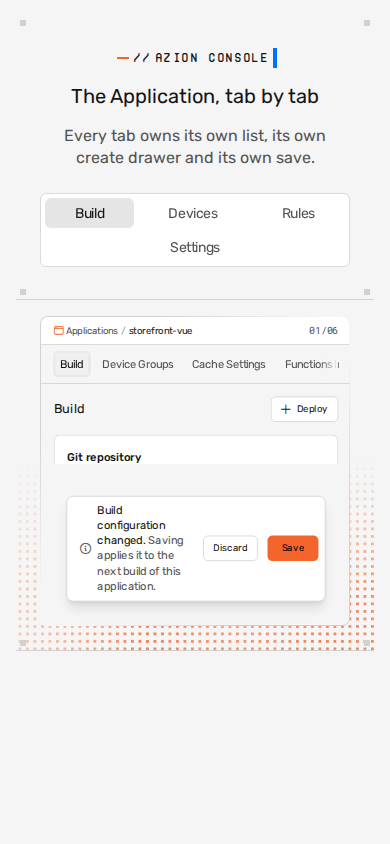 // AZION CONSOLE
The Application, tab by tab
Every tab owns its own list, its own
create drawer and its own save.
Build
Devices
Rules
Settings
Applications / storefront-vue
01/06
Build
Device Groups
Cache Settings
Functions
Build
Deploy
Git repository
Build
configuration
changed. Saving
applies it to the
next build of this
application.
Discard
Save